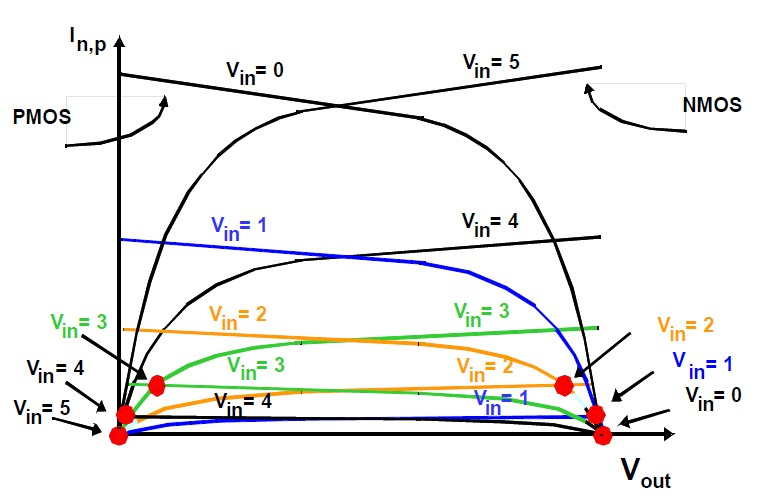 I n,p
Vin= 0
Vin= 5
PMOS
NMOS
Vin= 1
Vin= 4
Vin= 3
Vin= 2
Vin= 3
Vin= 2
Vin= 3
Vin= 2
Vin= 4
V in= 1
Vin= 4
Vin= 1
Vin= 0
Vin= 5
Vout